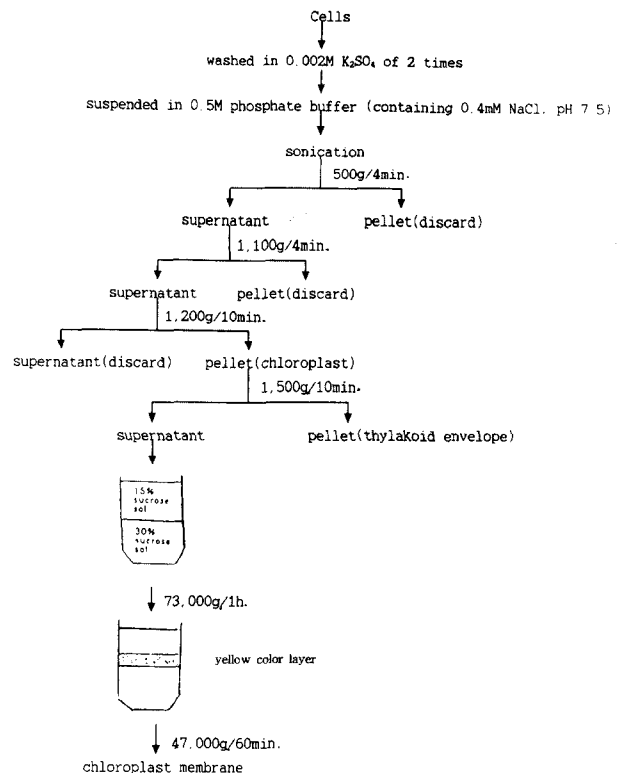 Cells
washed in 0.002M K₂SO₄ of 2 times
suspended in 0.5M phosphate buffer (containing 0.4mM NaCl. pH 7 5)
sonication
500g/4min.
supernatant pellet(discard)
1,100g/4min.
supernatant pellet(discard)
1,200g/10min.
supernatant(discard) pellet(chloroplast)
1,500g/10min.
supernatant pellet(thylakoid envelope)
15%
sucrose
sol
30%
sucrose
sol
73,000g/1h.
yellow color layer
47.000g/60min.
chloroplast membrane